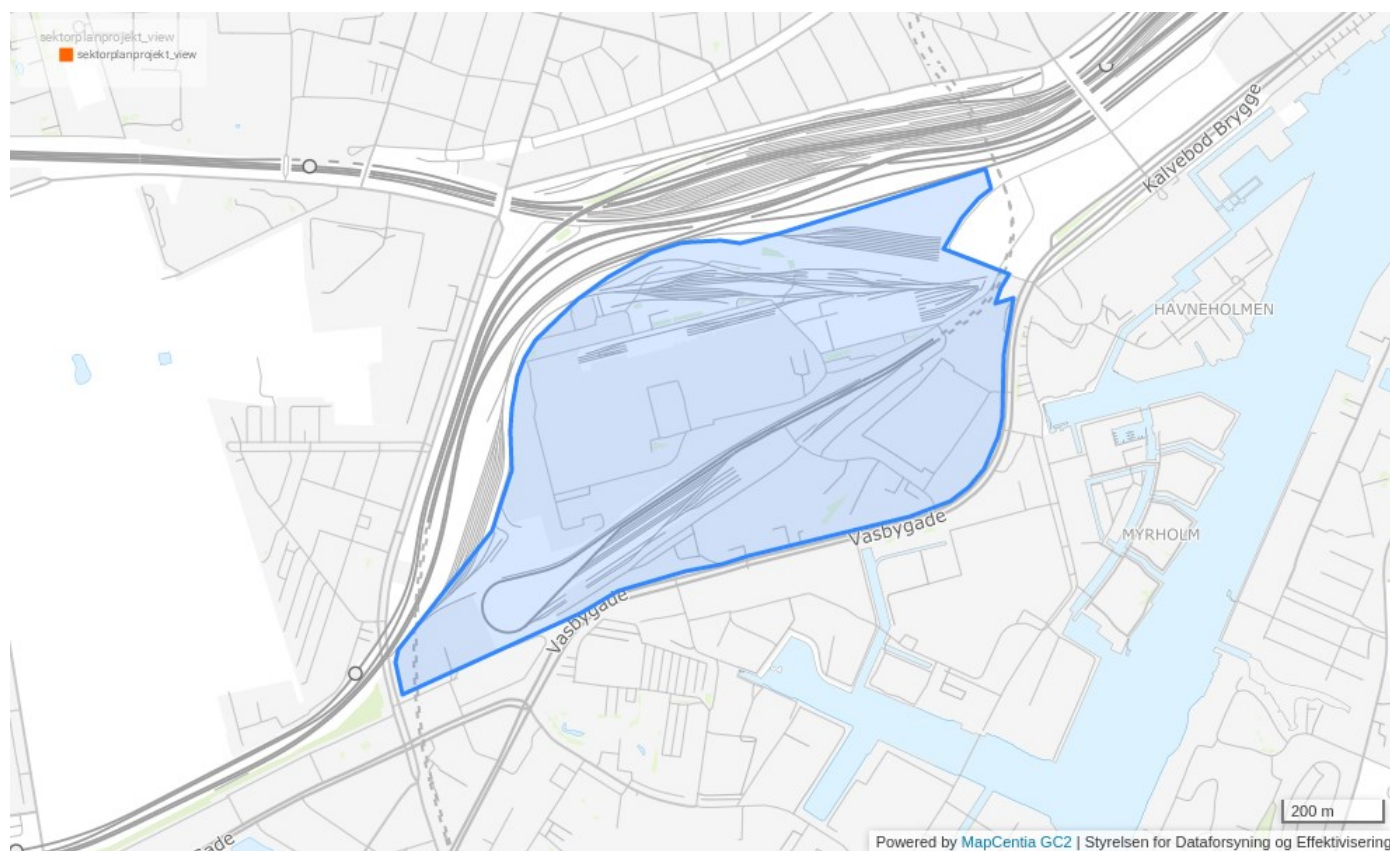 sektorplanprojekt_view
sektorplanprojekt_view
Kalvebod Brygge
HAVNEHOLMEN
Vasbygade
MYRHOLM
Vasbygade
200 m
Powered by MapCentia GC2 | Styrelsen for Dataforsyning og Effektivisering